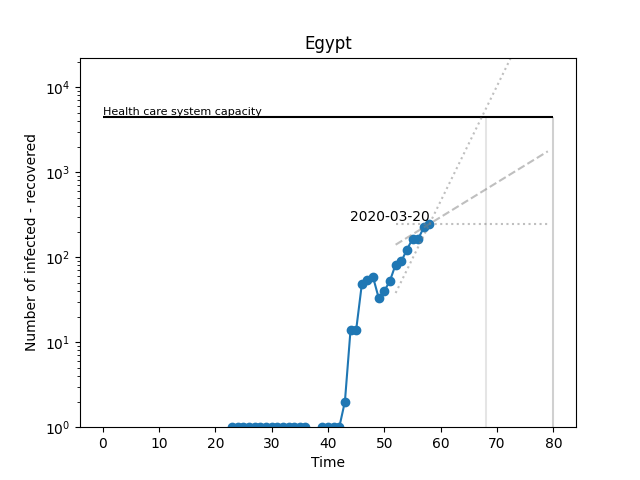 Egypt
Number of infected - recovered
10⁴
10³
10²
10¹
10⁰
Health care system capacity
2020-03-20
0 10 20 30 40 50 60 70 80
Time